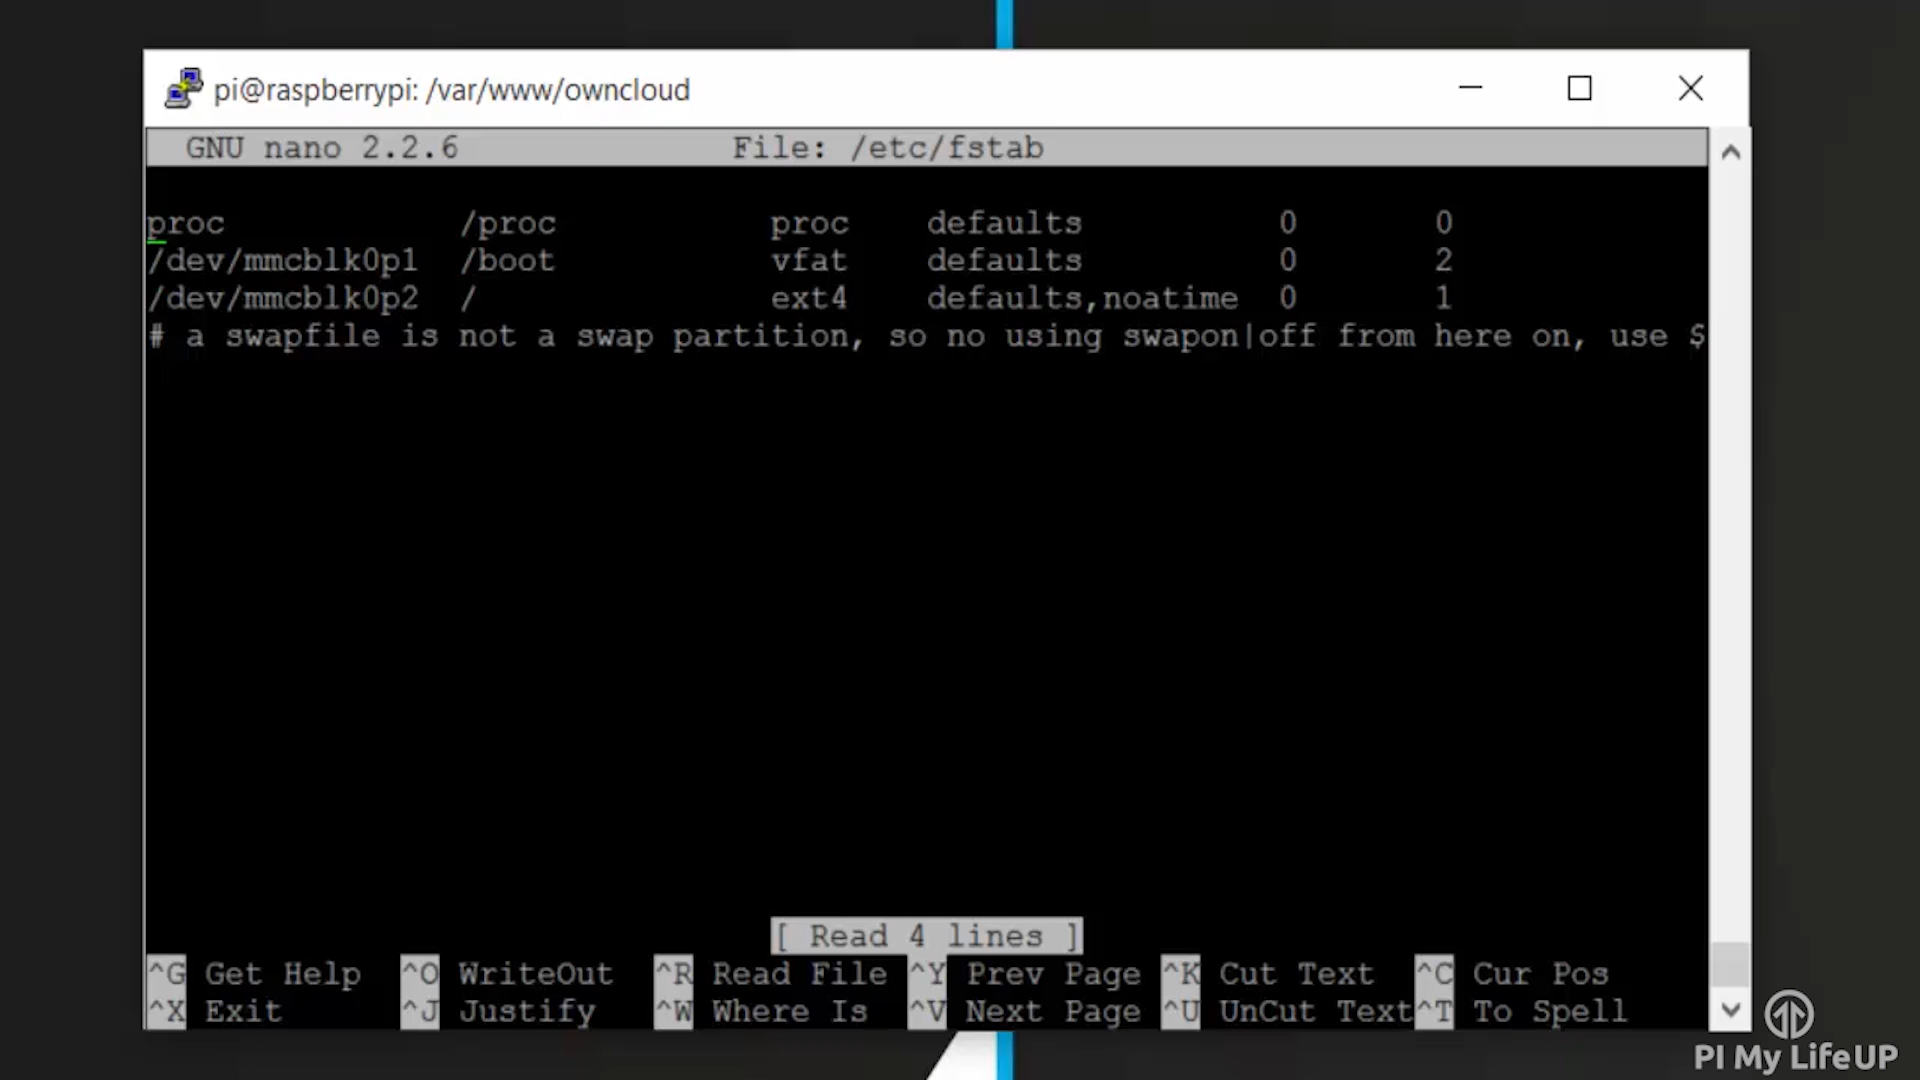 pi@raspberrypi: /var/www/owncloud
GNU nano 2.2.6 File: /etc/fstab
proc /proc proc defaults 0 0
/dev/mmcblk0p1 /boot vfat defaults 0 2
/dev/mmcblk0p2 / ext4 defaults,noatime 0 1
# a swapfile is not a swap partition, so no using swapon|off from here on, use $
[ Read 4 lines ]
^G Get Help ^O WriteOut ^R Read File ^Y Prev Page ^K Cut Text ^C Cur Pos
^X Exit ^J Justify ^W Where Is ^V Next Page ^U UnCut Text^T To Spell
PI My LifeUP